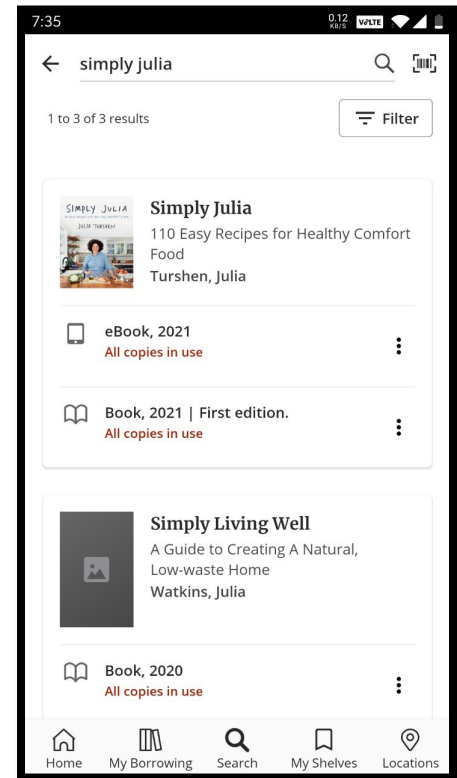 7:35
0.12
KB/S
VoLTE
simply julia
1 to 3 of 3 results
Filter
SIMPLY JULIA
JULIA TURSHEN
Simply Julia
110 Easy Recipes for Healthy Comfort
Food
Turshen, Julia
eBook, 2021
All copies in use
Book, 2021 | First edition.
All copies in use
Simply Living Well
A Guide to Creating A Natural,
Low-waste Home
Watkins, Julia
Book, 2020
All copies in use
Home
My Borrowing
Search
My Shelves
Locations